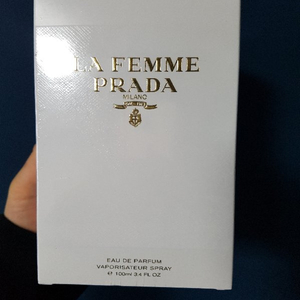 LA FEMME
PRADA
MILANO
EAU DE PARFUM
VAPORISATEUR SPRAY
100ml 3.4 FL OZ